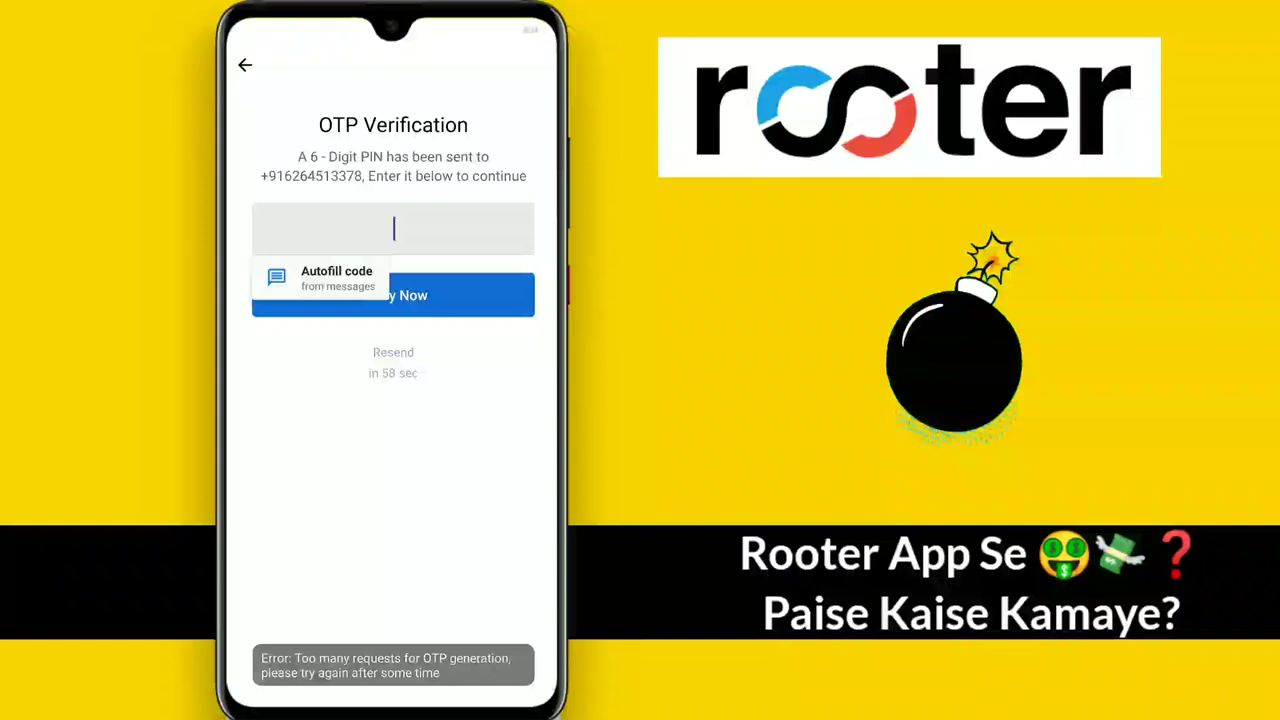 OTP Verification
A 6 - Digit PIN has been sent to
+916264513378, Enter it below to continue
Autofill code
from messages
y Now
Resend
in 58 sec
Error: Too many requests for OTP generation,
please try again after some time
rooter
Rooter App Se 🤑💸❓
Paise Kaise Kamaye?